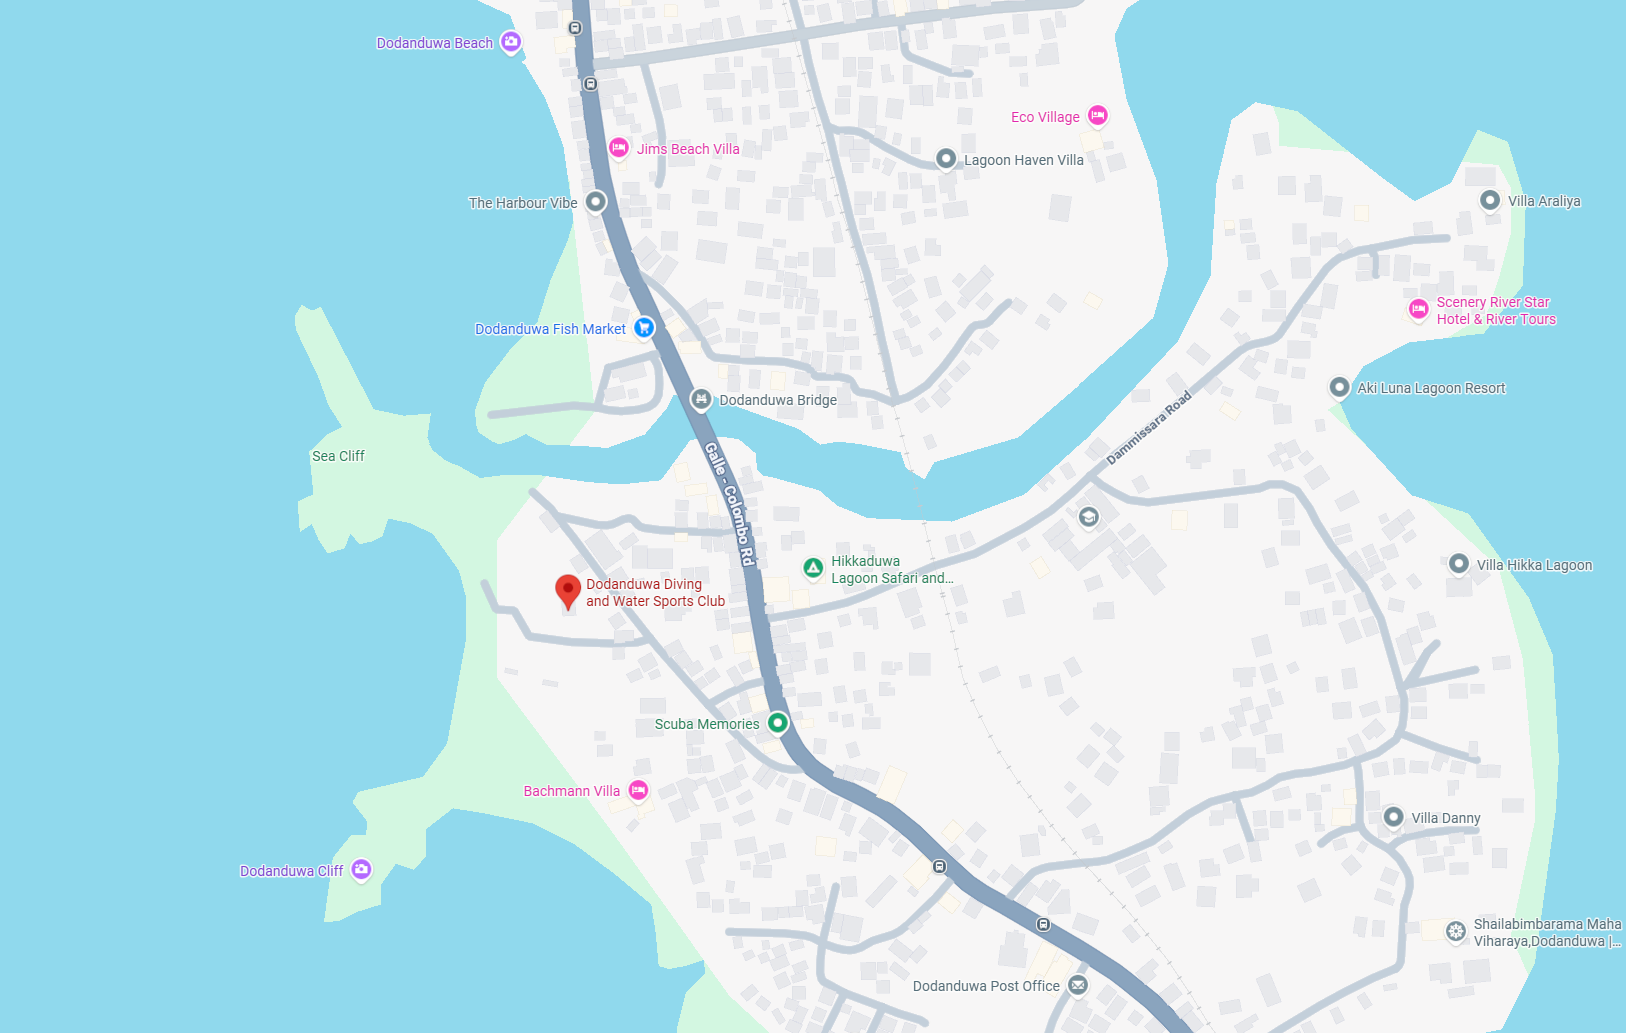 Dodanduwa Beach
Eco Village
Jims Beach Villa
Lagoon Haven Villa
The Harbour Vibe
Villa Araliya
Scenery River Star
Hotel & River Tours
Dodanduwa Fish Market
Aki Luna Lagoon Resort
Dodanduwa Bridge
Dammissara Road
Sea Cliff
Galle - Colombo Rd
Hikkaduwa
Lagoon Safari and...
Villa Hikka Lagoon
Dodanduwa Diving
and Water Sports Club
Scuba Memories
Bachmann Villa
Villa Danny
Dodanduwa Cliff
Shailabimbarama Maha
Viharaya,Dodanduwa |...
Dodanduwa Post Office